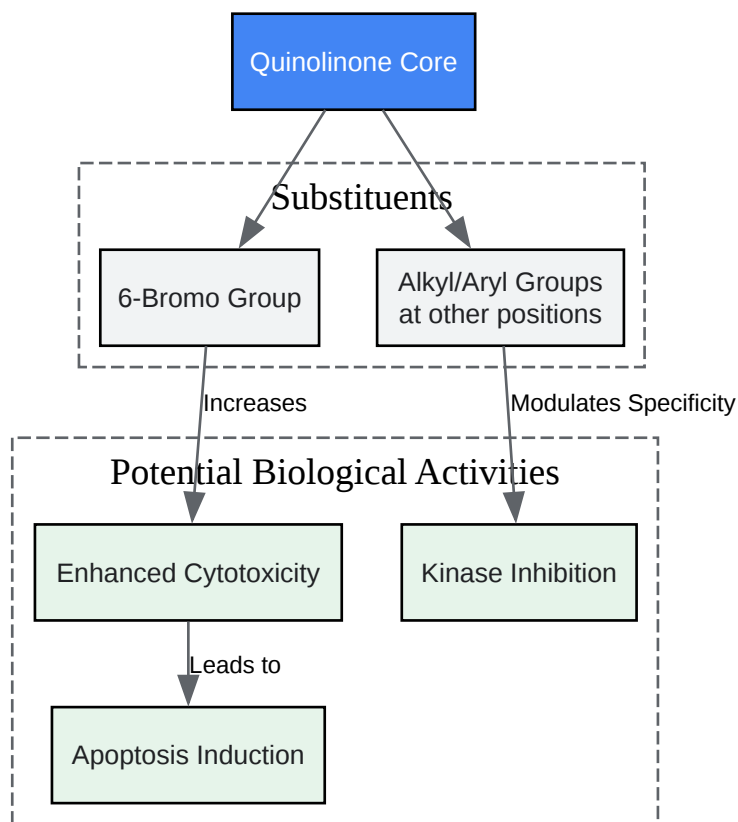 Quinolinone Core
Substituents
6-Bromo Group
Alkyl/Aryl Groups
at other positions
Increases
Modulates Specificity
Potential Biological Activities
Enhanced Cytotoxicity
Kinase Inhibition
Leads to
Apoptosis Induction